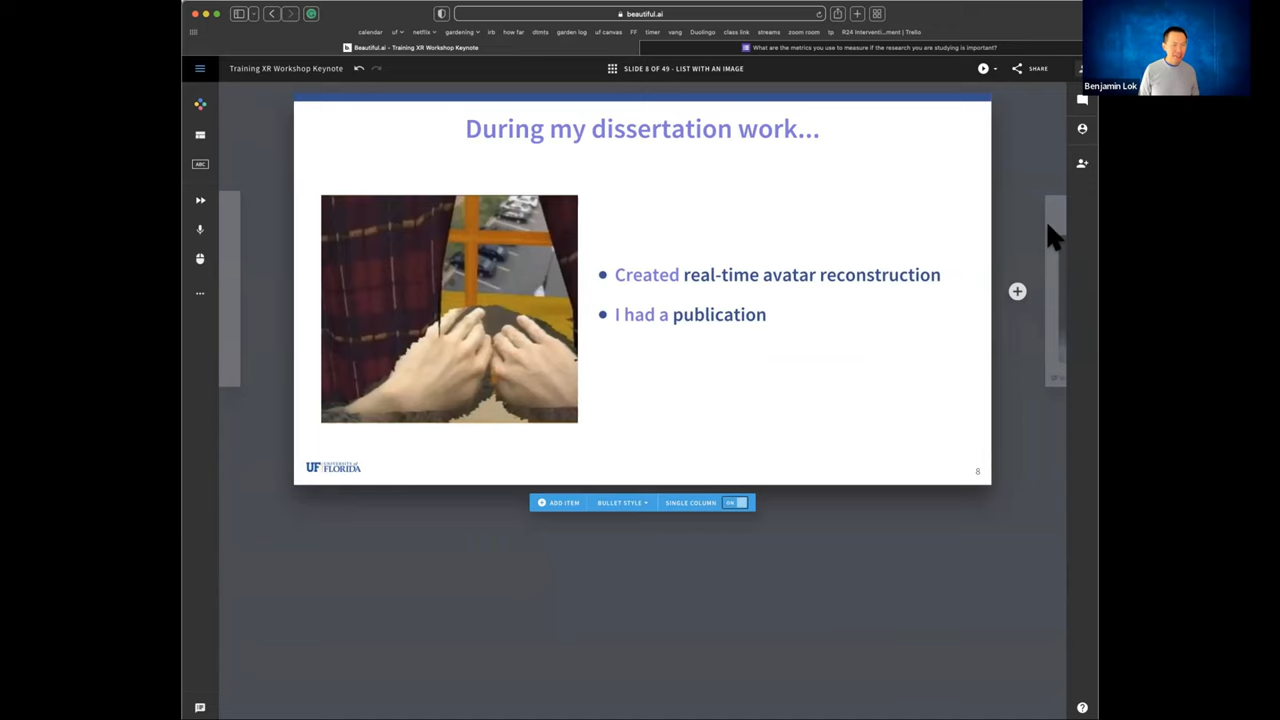 beautiful.ai
calendar uf netflix gardening irb how far dtmts garden log uf canvas FF timer vang Duolingo class link streams zoom room tp R24 Interventi...ment | Trello
b Beautiful.ai - Training XR Workshop Keynote
What are the metrics you use to measure if the research you are studying is important?
Training XR Workshop Keynote
SLIDE 8 OF 49 - LIST WITH AN IMAGE
SHARE
Benjamin Lok
ABC
During my dissertation work...
• Created real-time avatar reconstruction
• I had a publication
UF UNIVERSITY of
FLORIDA
8
ADD ITEM BULLET STYLE SINGLE COLUMN ON